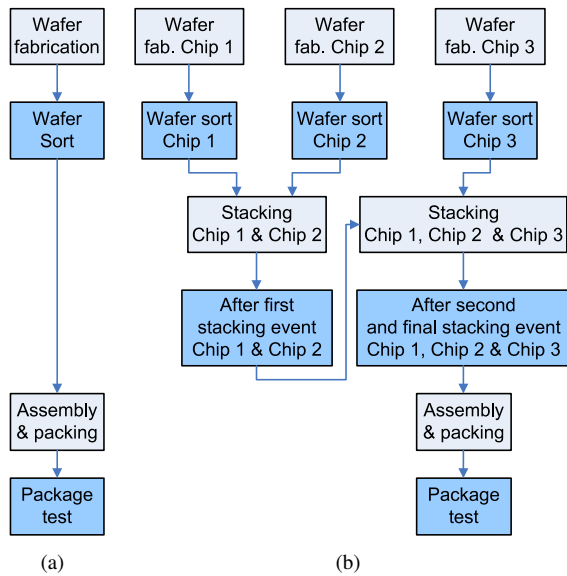 Wafer
fabrication
Wafer
Sort
Assembly
& packing
Package
test
(a)
Wafer
fab. Chip 1
Wafer
fab. Chip 2
Wafer
fab. Chip 3
Wafer sort
Chip 1
Wafer sort
Chip 2
Wafer sort
Chip 3
Stacking
Chip 1 & Chip 2
Stacking
Chip 1, Chip 2 & Chip 3
After first
stacking event
Chip 1 & Chip 2
After second
and final stacking event
Chip 1, Chip 2 & Chip 3
Assembly
& packing
Package
test
(b)